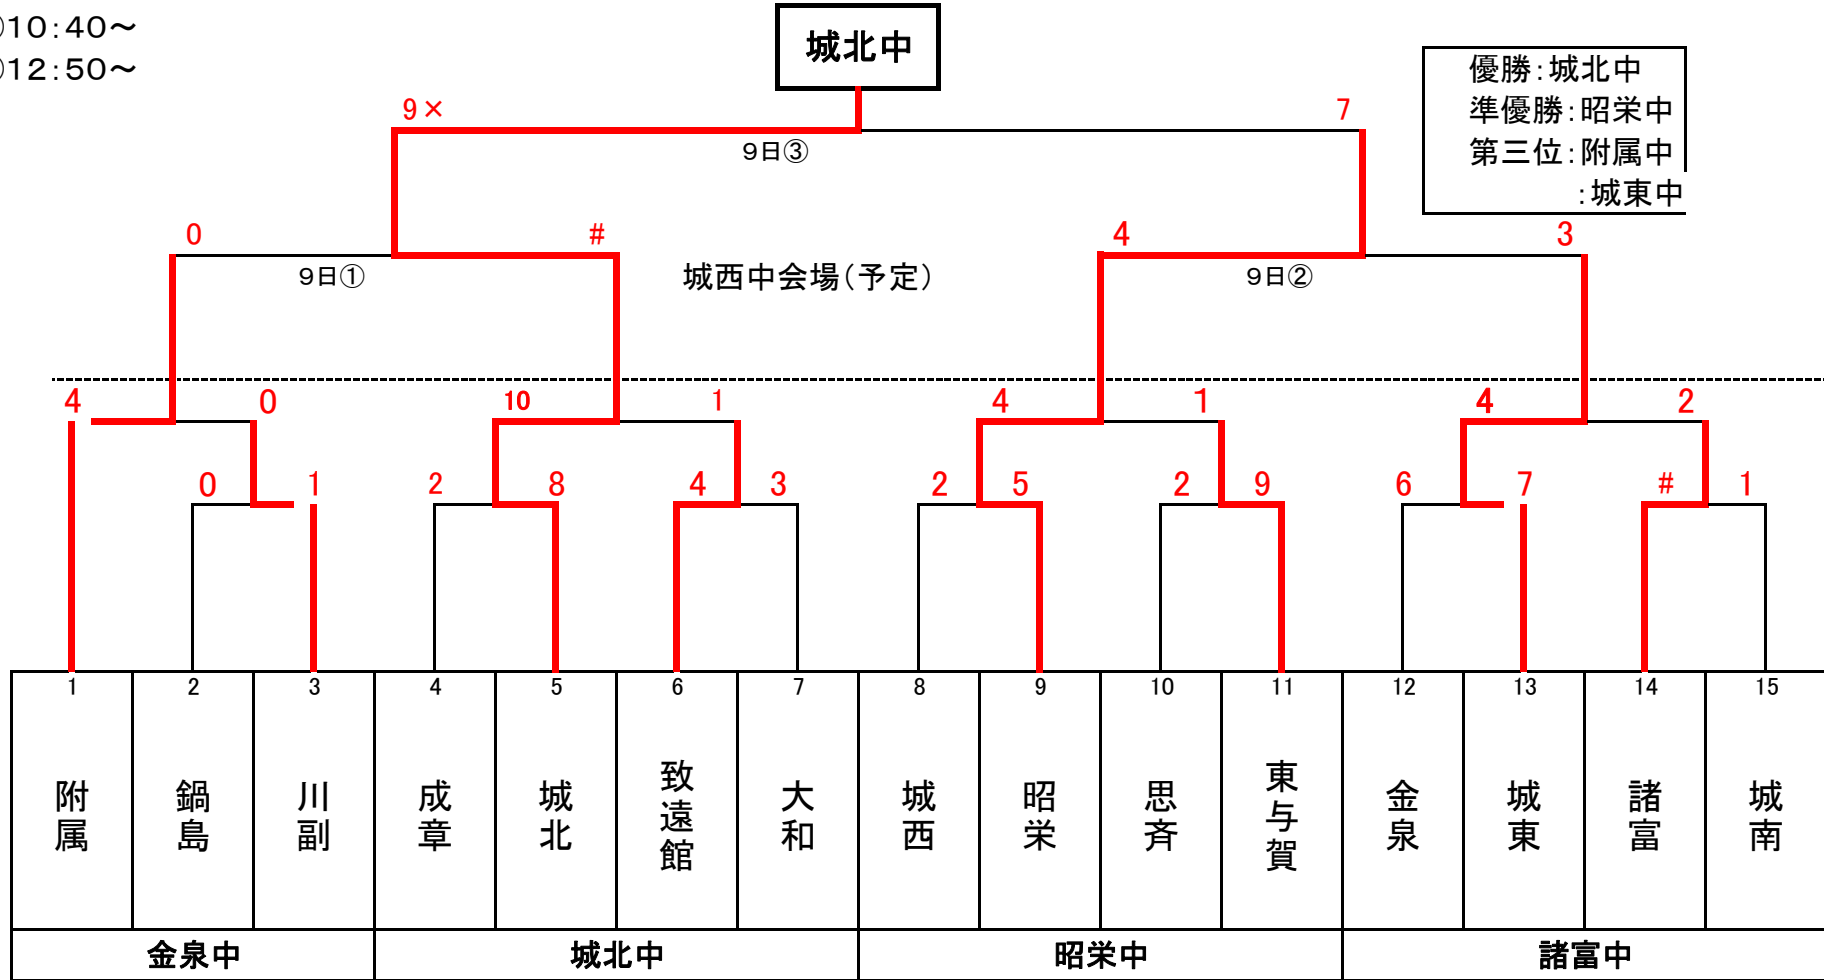 )10:40～
)12:50～
城北中
優勝:城北中
準優勝:昭栄中
第三位:附属中
:城東中
9× 7
9日③
0 # 4 3
9日① 城西中会場(予定) 9日②
4 0 10 1 4 1 4 2
0 1 2 8 4 3 2 5 2 9 6 7 # 1
1 2 3 4 5 6 7 8 9 10 11 12 13 14 15
附属 鍋島 川副 成章 城北 致遠館 大和 城西 昭栄 思斉 東与賀 金泉 城東 諸富 城南
金泉中 城北中 昭栄中 諸富中